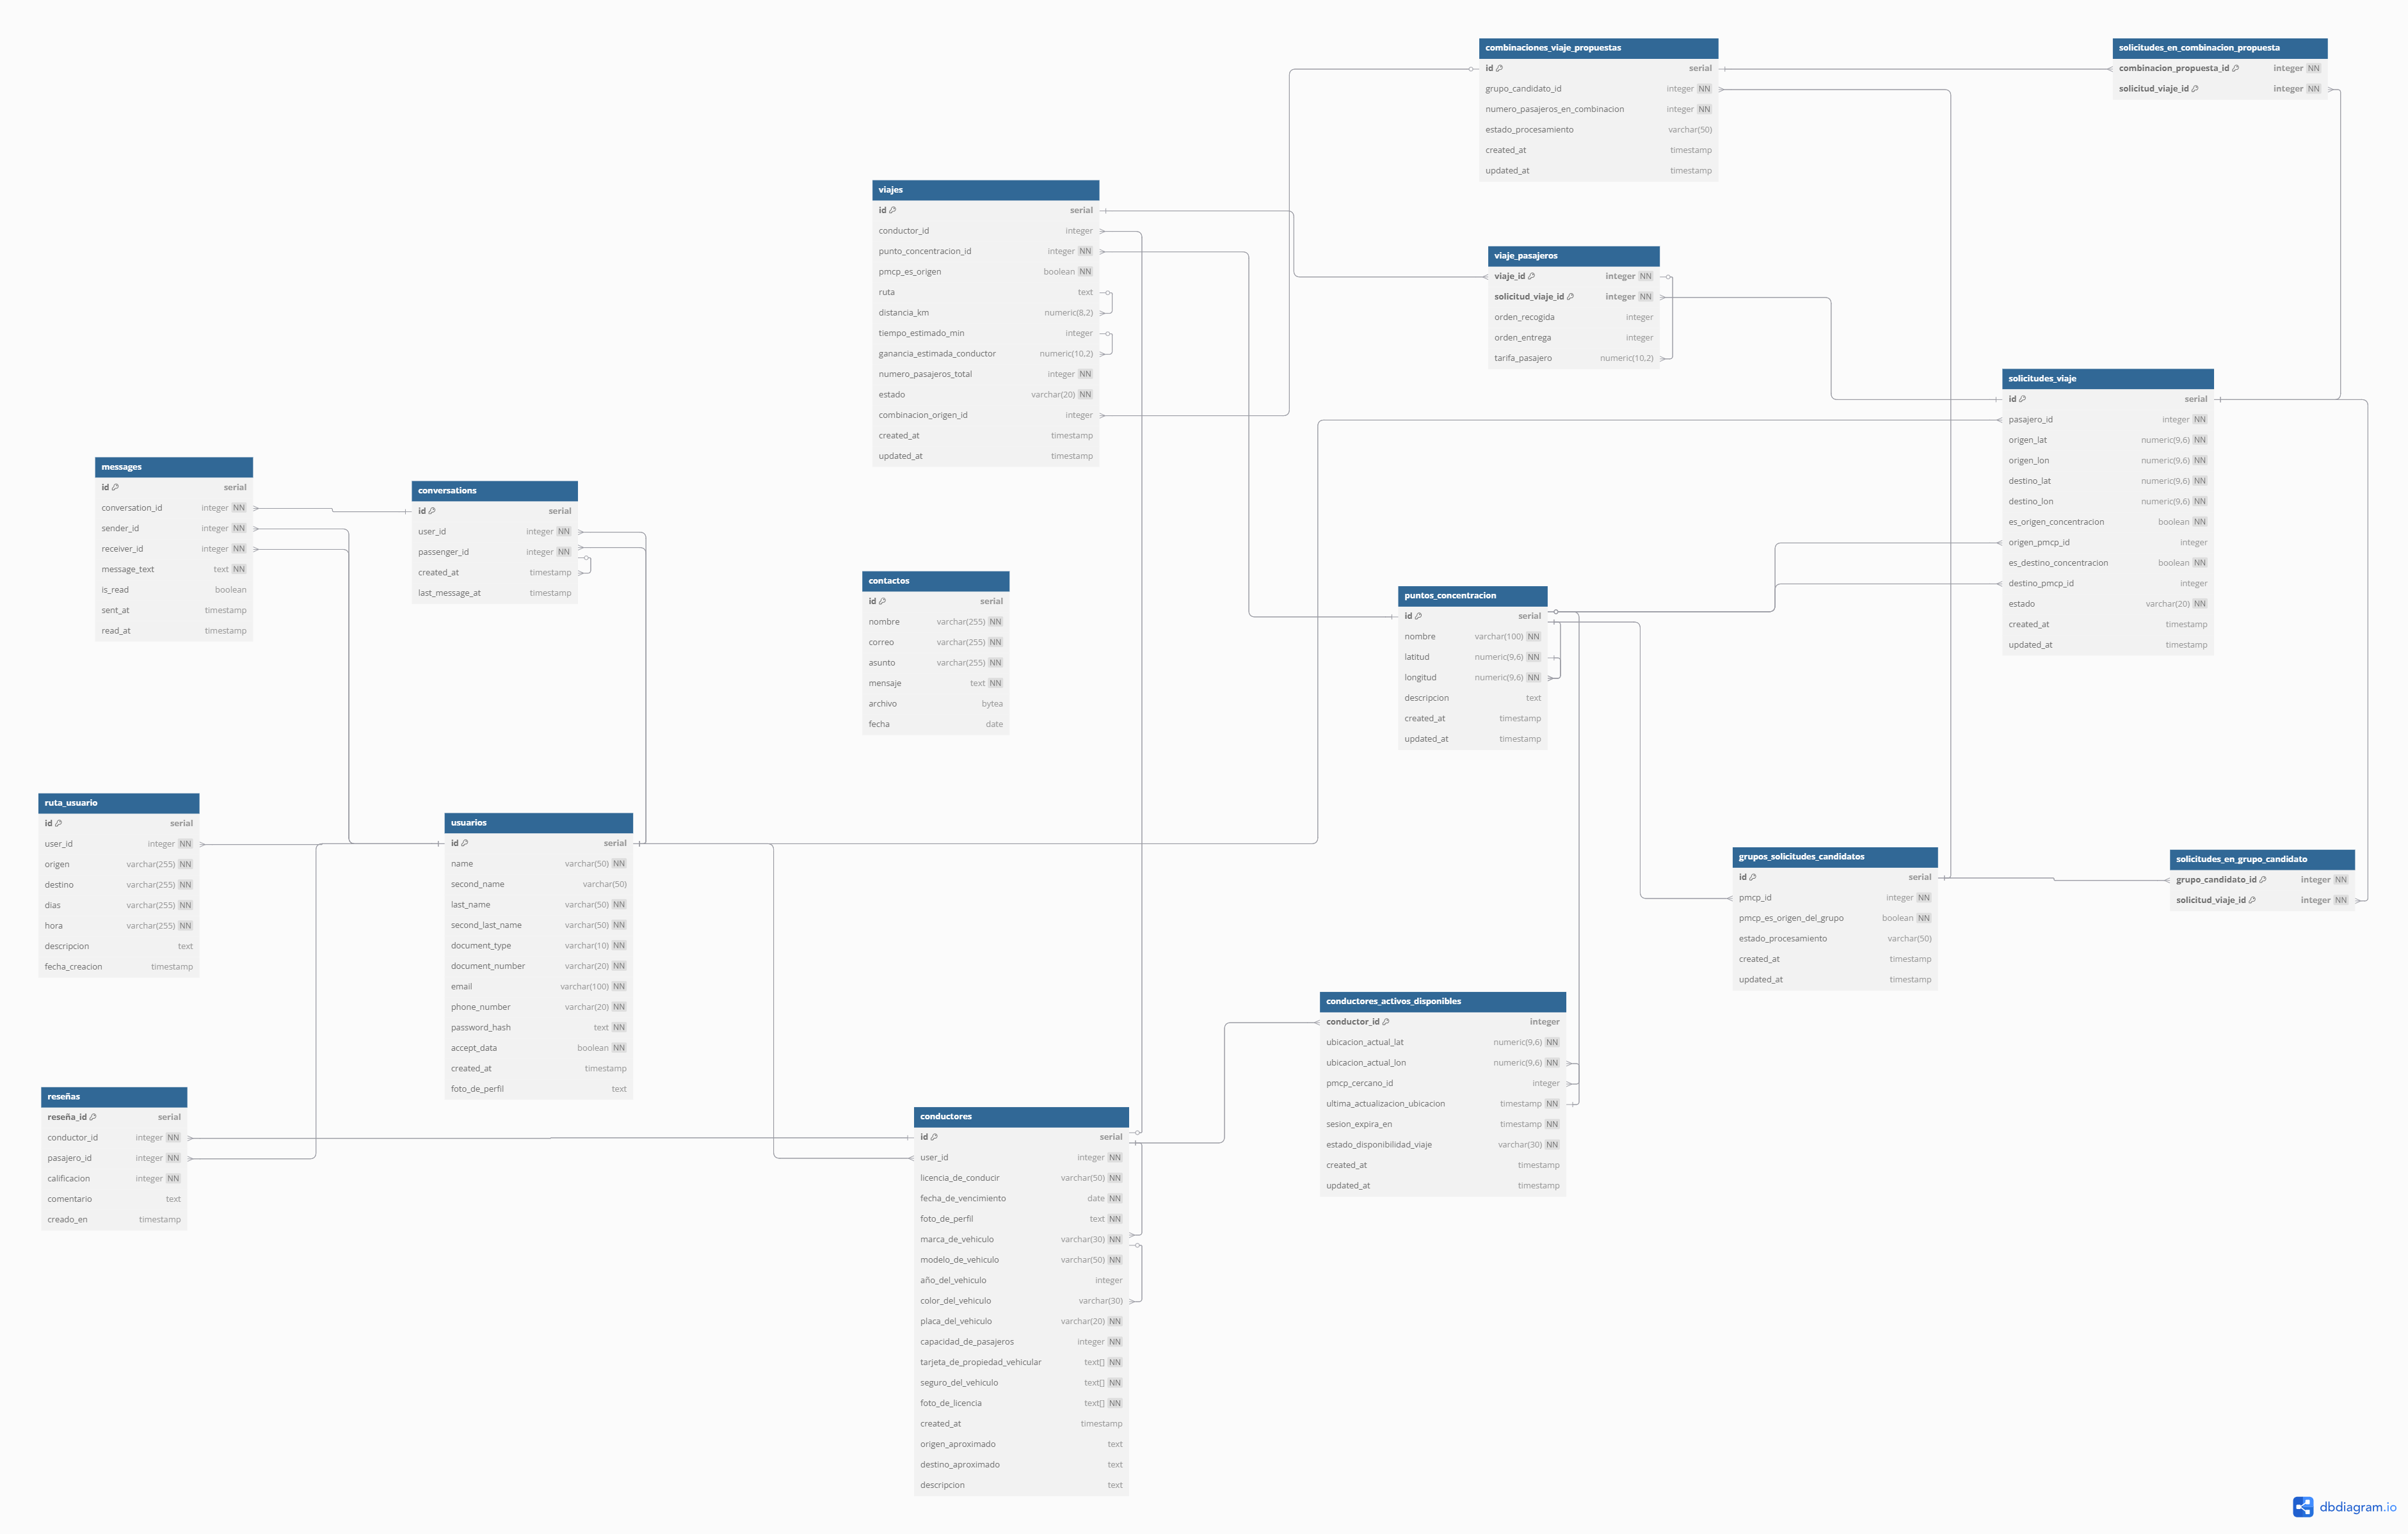 combinaciones_viaje_propuestas
id serial
grupo_candidato_id integer NN
numero_pasajeros_en_combinacion integer NN
estado_procesamiento varchar(50)
created_at timestamp
updated_at timestamp
solicitudes_en_combinacion_propuesta
combinacion_propuesta_id integer NN
solicitud_viaje_id integer NN
viajes
id serial
conductor_id integer
punto_concentracion_id integer NN
pmcp_es_origen boolean NN
ruta text
distancia_km numeric(8,2)
tiempo_estimado_min integer
ganancia_estimada_conductor numeric(10,2)
numero_pasajeros_total integer NN
estado varchar(20) NN
combinacion_origen_id integer
created_at timestamp
updated_at timestamp
viaje_pasajeros
viaje_id integer NN
solicitud_viaje_id integer NN
orden_recogida integer
orden_entrega integer
tarifa_pasajero numeric(10,2)
solicitudes_viaje
id serial
pasajero_id integer NN
origen_lat numeric(9,6) NN
origen_lon numeric(9,6) NN
destino_lat numeric(9,6) NN
destino_lon numeric(9,6) NN
es_origen_concentracion boolean NN
origen_pmcp_id integer
es_destino_concentracion boolean NN
destino_pmcp_id integer
estado varchar(20) NN
created_at timestamp
updated_at timestamp
messages
id serial
conversation_id integer NN
sender_id integer NN
receiver_id integer NN
message_text text NN
is_read boolean
sent_at timestamp
read_at timestamp
conversations
id serial
user_id integer NN
passenger_id integer NN
created_at timestamp
last_message_at timestamp
contactos
id serial
nombre varchar(255) NN
correo varchar(255) NN
asunto varchar(255) NN
mensaje text NN
archivo bytea
fecha date
puntos_concentracion
id serial
nombre varchar(100) NN
latitud numeric(9,6) NN
longitud numeric(9,6) NN
descripcion text
created_at timestamp
updated_at timestamp
ruta_usuario
id serial
user_id integer NN
origen varchar(255) NN
destino varchar(255) NN
dias varchar(255) NN
hora varchar(255) NN
descripcion text
fecha_creacion timestamp
usuarios
id serial
name varchar(50) NN
second_name varchar(50)
last_name varchar(50) NN
second_last_name varchar(50) NN
document_type varchar(10) NN
document_number varchar(20) NN
email varchar(100) NN
phone_number varchar(20) NN
password_hash text NN
accept_data boolean NN
created_at timestamp
foto_de_perfil text
grupos_solicitudes_candidatos
id serial
pmcp_id integer NN
pmcp_es_origen_del_grupo boolean NN
estado_procesamiento varchar(50)
created_at timestamp
updated_at timestamp
solicitudes_en_grupo_candidato
grupo_candidato_id integer NN
solicitud_viaje_id integer NN
conductores_activos_disponibles
conductor_id integer
ubicacion_actual_lat numeric(9,6) NN
ubicacion_actual_lon numeric(9,6) NN
pmcp_cercano_id integer
ultima_actualizacion_ubicacion timestamp NN
sesion_expira_en timestamp NN
estado_disponibilidad_viaje varchar(30) NN
created_at timestamp
updated_at timestamp
reseñas
reseña_id serial
conductor_id integer NN
pasajero_id integer NN
calificacion integer NN
comentario text
creado_en timestamp
conductores
id serial
user_id integer NN
licencia_de_conducir varchar(50) NN
fecha_de_vencimiento date NN
foto_de_perfil text NN
marca_de_vehiculo varchar(30) NN
modelo_de_vehiculo varchar(50) NN
año_del_vehiculo integer
color_del_vehiculo varchar(30)
placa_del_vehiculo varchar(20) NN
capacidad_de_pasajeros integer NN
tarjeta_de_propiedad_vehicular text[] NN
seguro_del_vehiculo text[] NN
foto_de_licencia text[] NN
created_at timestamp
origen_aproximado text
destino_aproximado text
descripcion text
dbdiagram.io